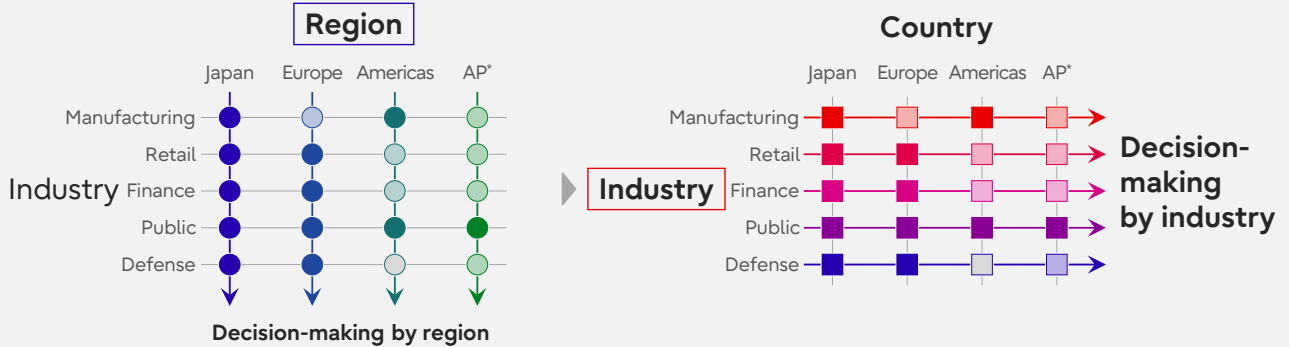 Region
Japan Europe Americas AP*
Manufacturing
Retail
Industry Finance
Public
Defense
Decision-making by region
Country
Japan Europe Americas AP*
Manufacturing
Retail
Industry Finance
Public
Defense
Decision-
making
by industry